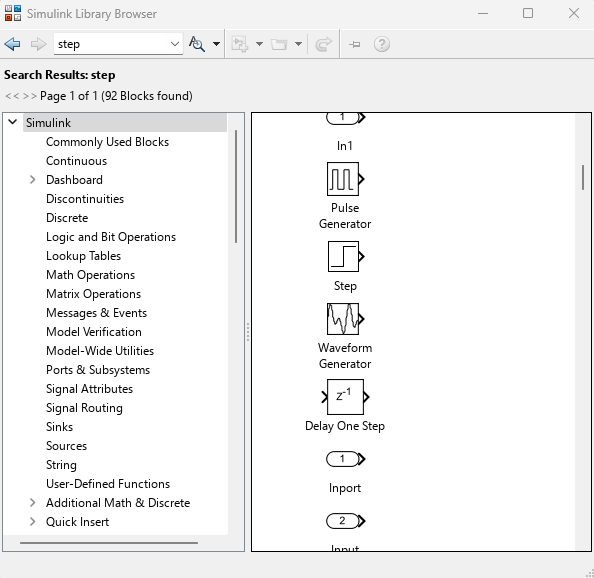 Simulink Library Browser
step
Search Results: step
<< >> Page 1 of 1 (92 Blocks found)
Simulink
Commonly Used Blocks
Continuous
Dashboard
Discontinuities
Discrete
Logic and Bit Operations
Lookup Tables
Math Operations
Matrix Operations
Messages & Events
Model Verification
Model-Wide Utilities
Ports & Subsystems
Signal Attributes
Signal Routing
Sinks
Sources
String
User-Defined Functions
Additional Math & Discrete
Quick Insert
1
In1
Pulse
Generator
Step
Waveform
Generator
z-1
Delay One Step
1
Inport
2
Input